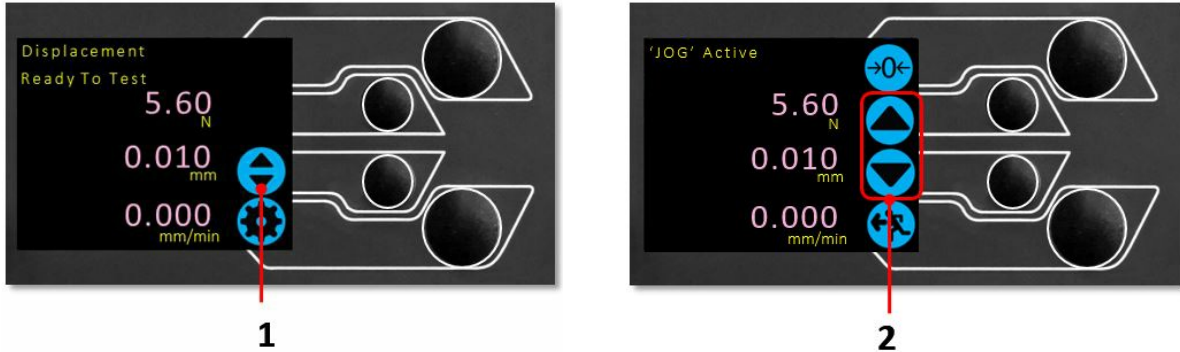 Displacement
Ready To Test
5.60
N
0.010
mm
0.000
mm/min
1
'JOG' Active
→0←
5.60
N
0.010
mm
0.000
mm/min
2